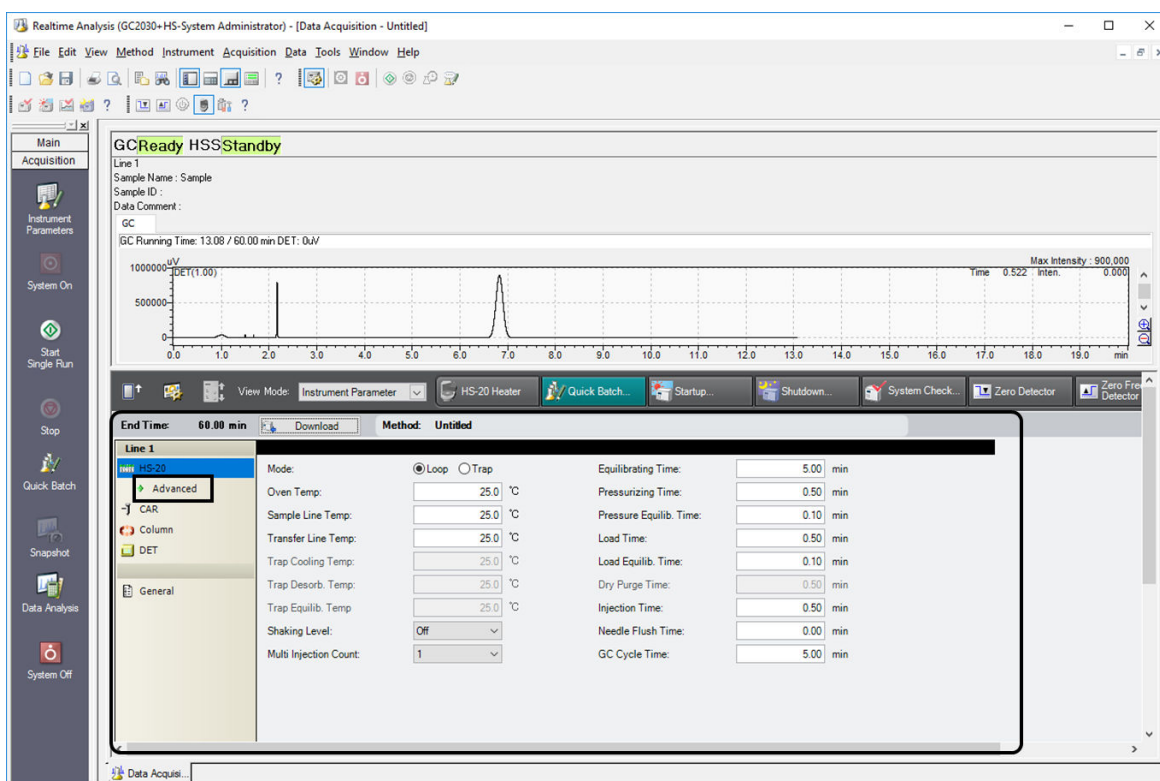 Realtime Analysis (GC2030+HS-System Administrator) - [Data Acquisition - Untitled]
File Edit View Method Instrument Acquisition Data Tools Window Help
Main
Acquisition
Instrument
Parameters
System On
Start
Single Run
Stop
Quick Batch
Snapshot
Data Analysis
System Off
GC Ready HSS Standby
Line 1
Sample Name : Sample
Sample ID :
Data Comment :
GC
GC Running Time: 13.08 / 60.00 min DET: 0uV
uV
Max Intensity : 900,000
1000000 DET(1.00) Time 0.522 Inten. 0.000
500000
0
0.0 1.0 2.0 3.0 4.0 5.0 6.0 7.0 8.0 9.0 10.0 11.0 12.0 13.0 14.0 15.0 16.0 17.0 18.0 19.0 min
View Mode: Instrument Parameter HS-20 Heater Quick Batch... Startup... Shutdown... System Check... Zero Detector Zero Fre
Detector
End Time: 60.00 min Download Method: Untitled
Line 1
HS-20
Advanced
CAR
Column
DET
General
Mode: Loop Trap Equilibrating Time: 5.00 min
Oven Temp: 25.0 °C Pressurizing Time: 0.50 min
Sample Line Temp: 25.0 °C Pressure Equilib. Time: 0.10 min
Transfer Line Temp: 25.0 °C Load Time: 0.50 min
Trap Cooling Temp: 25.0 °C Load Equilib. Time: 0.10 min
Trap Desorb. Temp: 25.0 °C Dry Purge Time: 0.50 min
Trap Equilib. Temp 25.0 °C Injection Time: 0.50 min
Shaking Level: Off Needle Flush Time: 0.00 min
Multi Injection Count: 1 GC Cycle Time: 5.00 min
Data Acquisi...